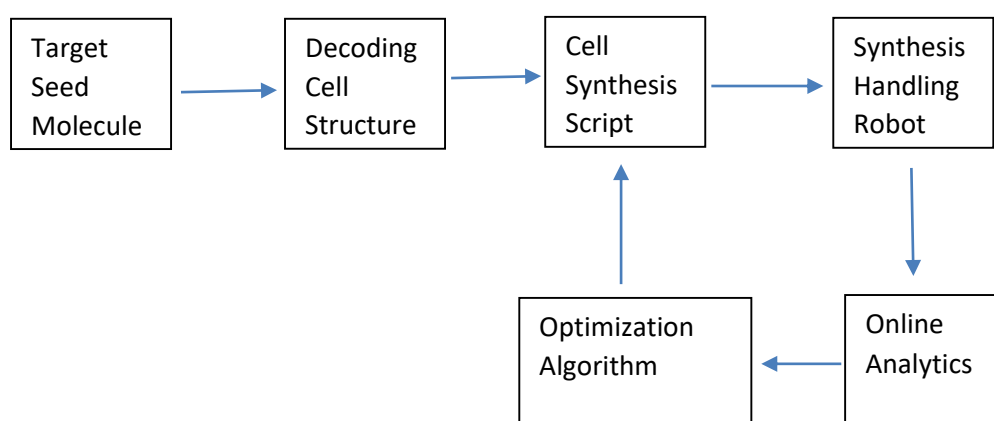 Target
Seed
Molecule
Decoding
Cell
Structure
Cell
Synthesis
Script
Synthesis
Handling
Robot
Optimization
Algorithm
Online
Analytics